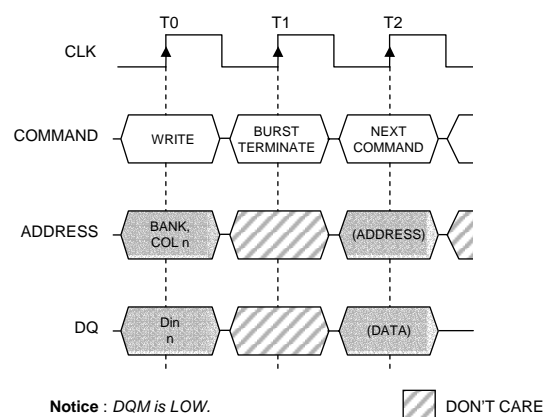 T0 T1 T2
CLK
COMMAND WRITE BURST TERMINATE NEXT COMMAND
ADDRESS BANK, COL n (ADDRESS)
DQ Din n (DATA)
Notice : DQM is LOW. DON'T CARE